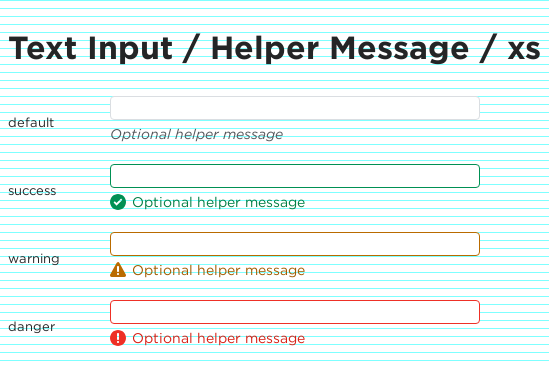 Text Input / Helper Message / xs
default
Optional helper message
success
Optional helper message
warning
Optional helper message
danger
Optional helper message